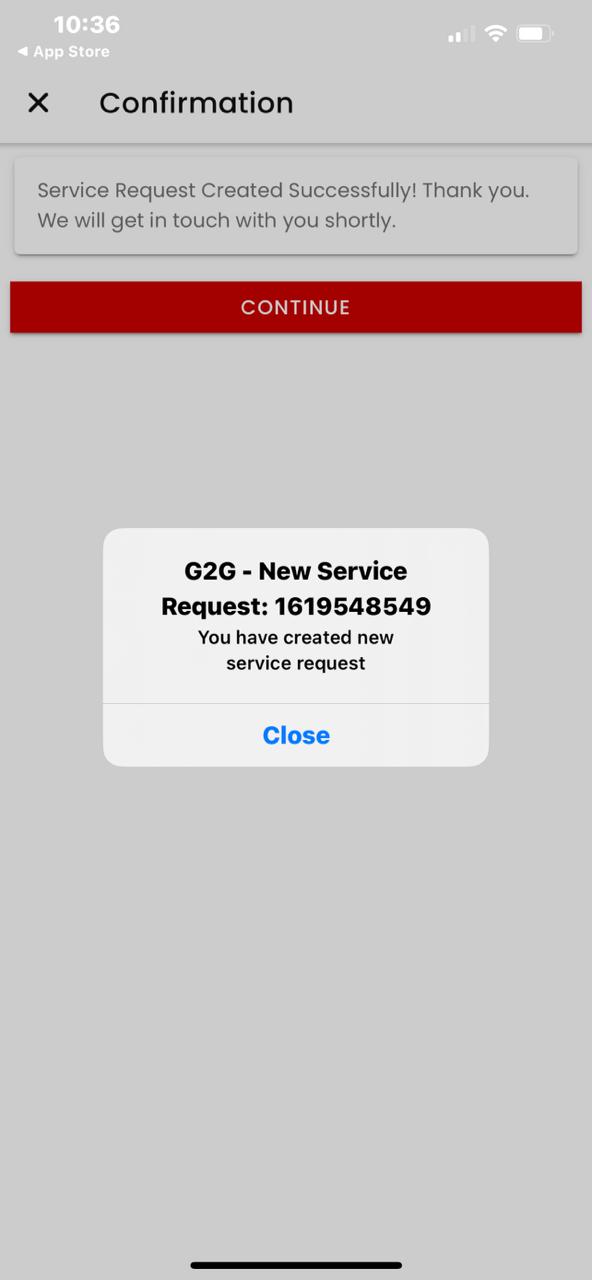 10:36
◀ App Store
Confirmation
Service Request Created Successfully! Thank you.
We will get in touch with you shortly.
CONTINUE
G2G - New Service
Request: 1619548549
You have created new
service request
Close